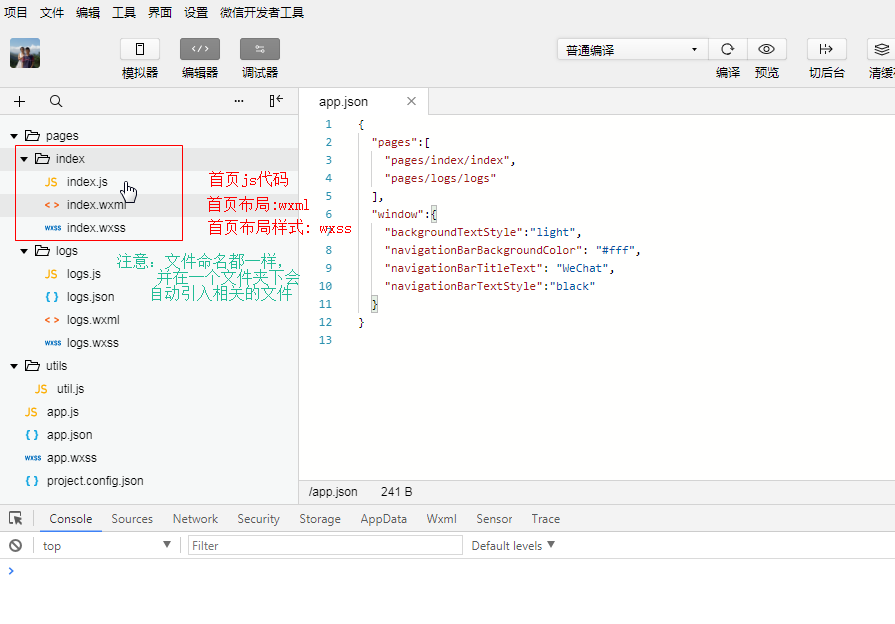 项目 文件 编辑 工具 界面 设置 微信开发者工具
模拟器 编辑器 调试器
普通编译
编译 预览 切后台 清缓
app.json
pages
index
JS index.js
首页js代码
< > index.wxml
首页布局:wxml
wxss index.wxss
首页布局样式: wxss
logs
注意: 文件命名都一样,
并在一个文件夹下会
自动引入相关的文件
JS logs.js
{ } logs.json
< > logs.wxml
wxss logs.wxss
utils
JS util.js
JS app.js
{ } app.json
wxss app.wxss
{ } project.config.json
1 {
2 "pages":[
3 "pages/index/index",
4 "pages/logs/logs"
5 ],
6 "window":{
"backgroundTextStyle":"light",
8 "navigationBarBackgroundColor": "#fff",
9 "navigationBarTitleText": "WeChat",
10 "navigationBarTextStyle":"black"
11 }
12 }
13
/app.json 241 B
Console Sources Network Security Storage AppData Wxml Sensor Trace
top Filter Default levels